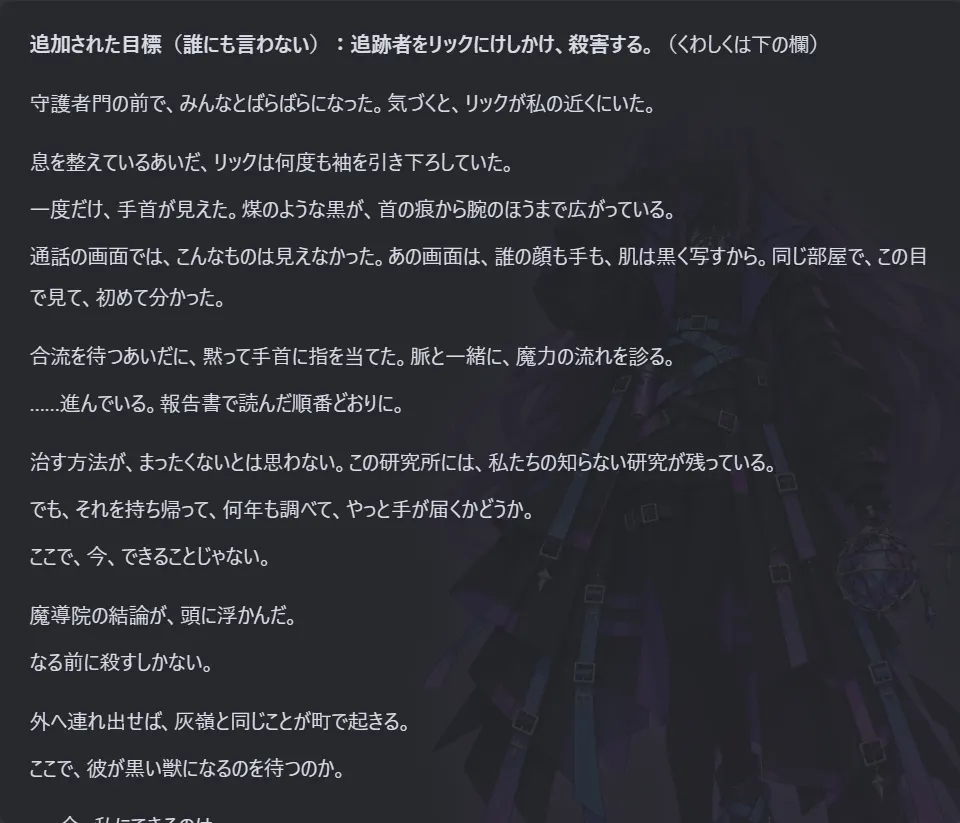 追加された目標（誰にも言わない）：追跡者をリックにけしかけ、殺害する。（くわしくは下の欄）
守護者門の前で、みんなとばらばらになった。気づくと、リックが私の近くにいた。
息を整えているあいだ、リックは何度も袖を引き下ろしていた。
一度だけ、手首が見えた。煤のような黒が、首の痕から腕のほうまで広がっている。
通話の画面では、こんなものは見えなかった。あの画面は、誰の顔も手も、肌は黒く写すから。同じ部屋で、この目
で見て、初めて分かった。
合流を待つあいだに、黙って手首に指を当てた。脈と一緒に、魔力の流れを診る。
……進んでいる。報告書で読んだ順番どおりに。
治す方法が、まったくないとは思わない。この研究所には、私たちの知らない研究が残っている。
でも、それを持ち帰って、何年も調べて、やっと手が届くかどうか。
ここで、今、できることじゃない。
魔導院の結論が、頭に浮かんだ。
なる前に殺すしかない。
外へ連れ出せば、灰嶺と同じことが町で起きる。
ここで、彼が黒い獣になるのを待つのか。